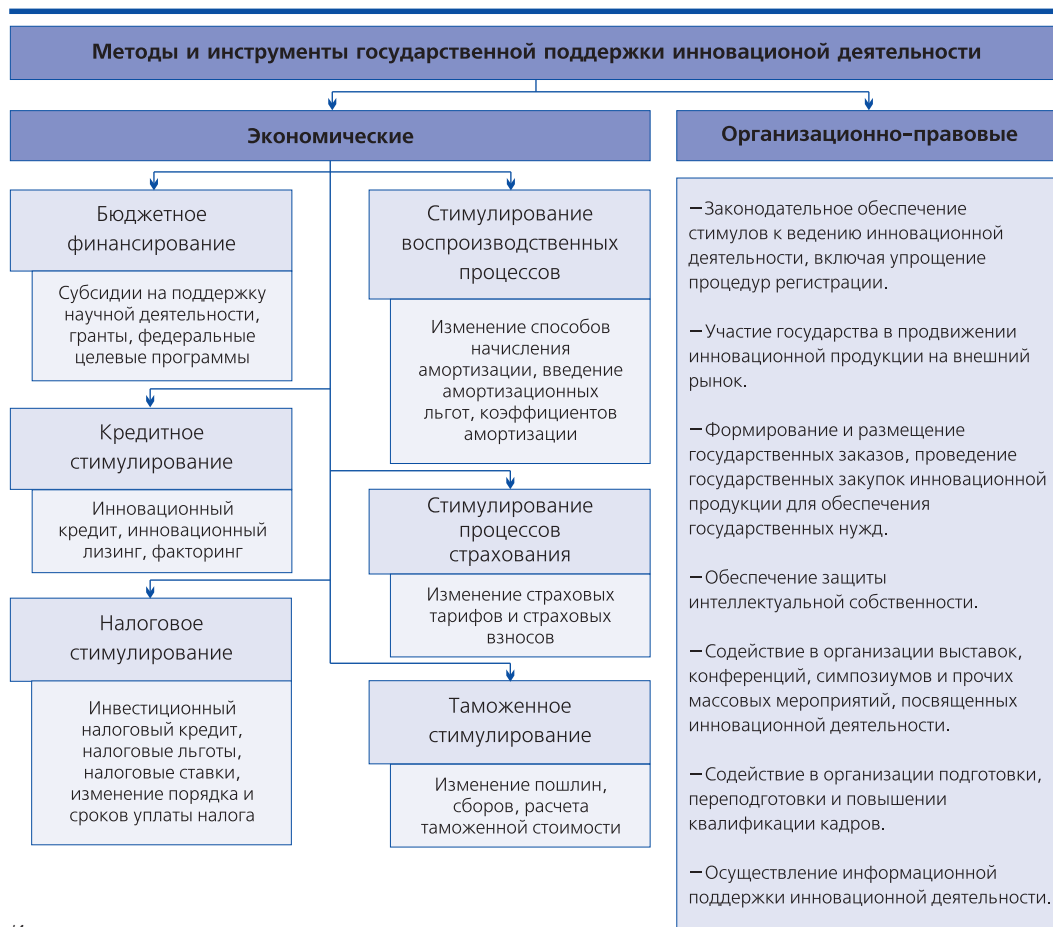 Методы и инструменты государственной поддержки инновационой деятельности
Экономические
Бюджетное
финансирование
Субсидии на поддержку
научной деятельности,
гранты, федеральные
целевые программы
Кредитное
стимулирование
Инновационный
кредит, инновационный
лизинг, факторинг
Налоговое
стимулирование
Инвестиционный
налоговый кредит,
налоговые льготы,
налоговые ставки,
изменение порядка и
сроков уплаты налога
Стимулирование
воспроизводственных
процессов
Изменение способов
начисления
амортизации, введение
амортизационных
льгот, коэффициентов
амортизации
Стимулирование
процессов
страхования
Изменение страховых
тарифов и страховых
взносов
Таможенное
стимулирование
Изменение пошлин,
сборов, расчета
таможенной стоимости
Организационно-правовые
—Законодательное обеспечение
стимулов к ведению инновационной
деятельности, включая упрощение
процедур регистрации.
—Участие государства в продвижении
инновационной продукции на внешний
рынок.
—Формирование и размещение
государственных заказов, проведение
государственных закупок инновационной
продукции для обеспечения
государственных нужд.
—Обеспечение защиты
интеллектуальной собственности.
—Содействие в организации выставок,
конференций, симпозиумов и прочих
массовых мероприятий, посвященных
инновационной деятельности.
—Содействие в организации подготовки,
переподготовки и повышении
квалификации кадров.
—Осуществление информационной
поддержки инновационной деятельности.